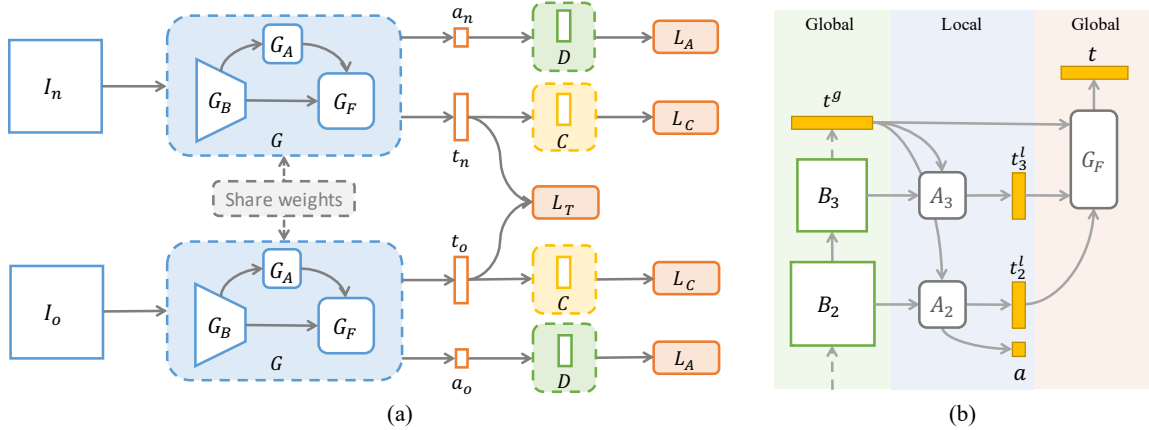 a_n
G_A
L_A
D
I_n
G_B
G_F
G
C
L_C
t_n
Share weights
L_T
t_o
G_A
C
L_C
I_o
G_B
G_F
G
D
L_A
a_o
(a)
Global
Local
Global
t
t^g
t_3^l
G_F
B_3
A_3
t_2^l
B_2
A_2
a
(b)